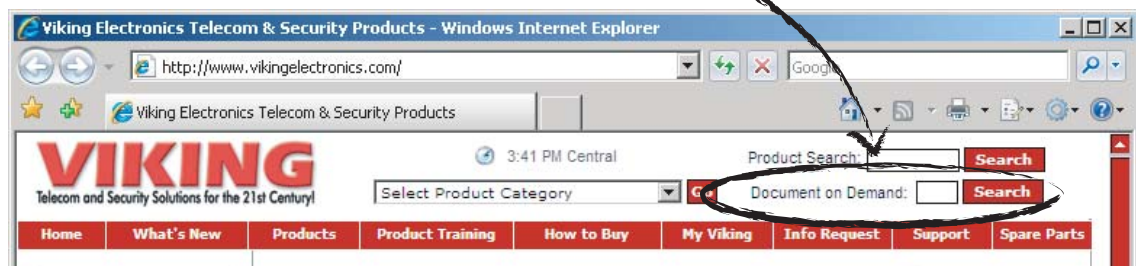 Viking Electronics Telecom & Security Products - Windows Internet Explorer
http://www.vikingelectronics.com/
Google
Viking Electronics Telecom & Security Products
VIKING
Telecom and Security Solutions for the 21st Century!
3:41 PM Central
Product Search: Search
Select Product Category Go Document on Demand: Search
Home What's New Products Product Training How to Buy My Viking Info Request Support Spare Parts